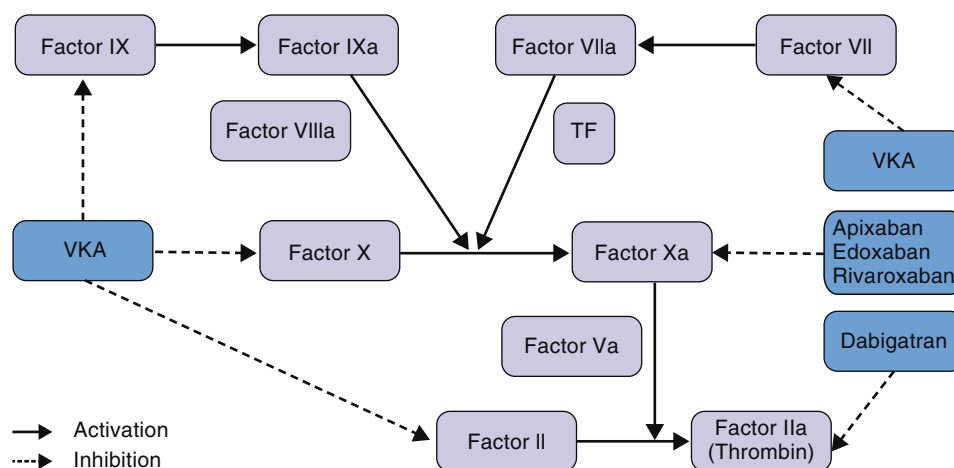 Factor IX
Factor IXa
Factor VIIa
Factor VII
Factor VIIIa
TF
VKA
VKA
Factor X
Factor Xa
Apixaban
Edoxaban
Rivaroxaban
Factor Va
Dabigatran
Factor II
Factor IIa
(Thrombin)
Activation
Inhibition